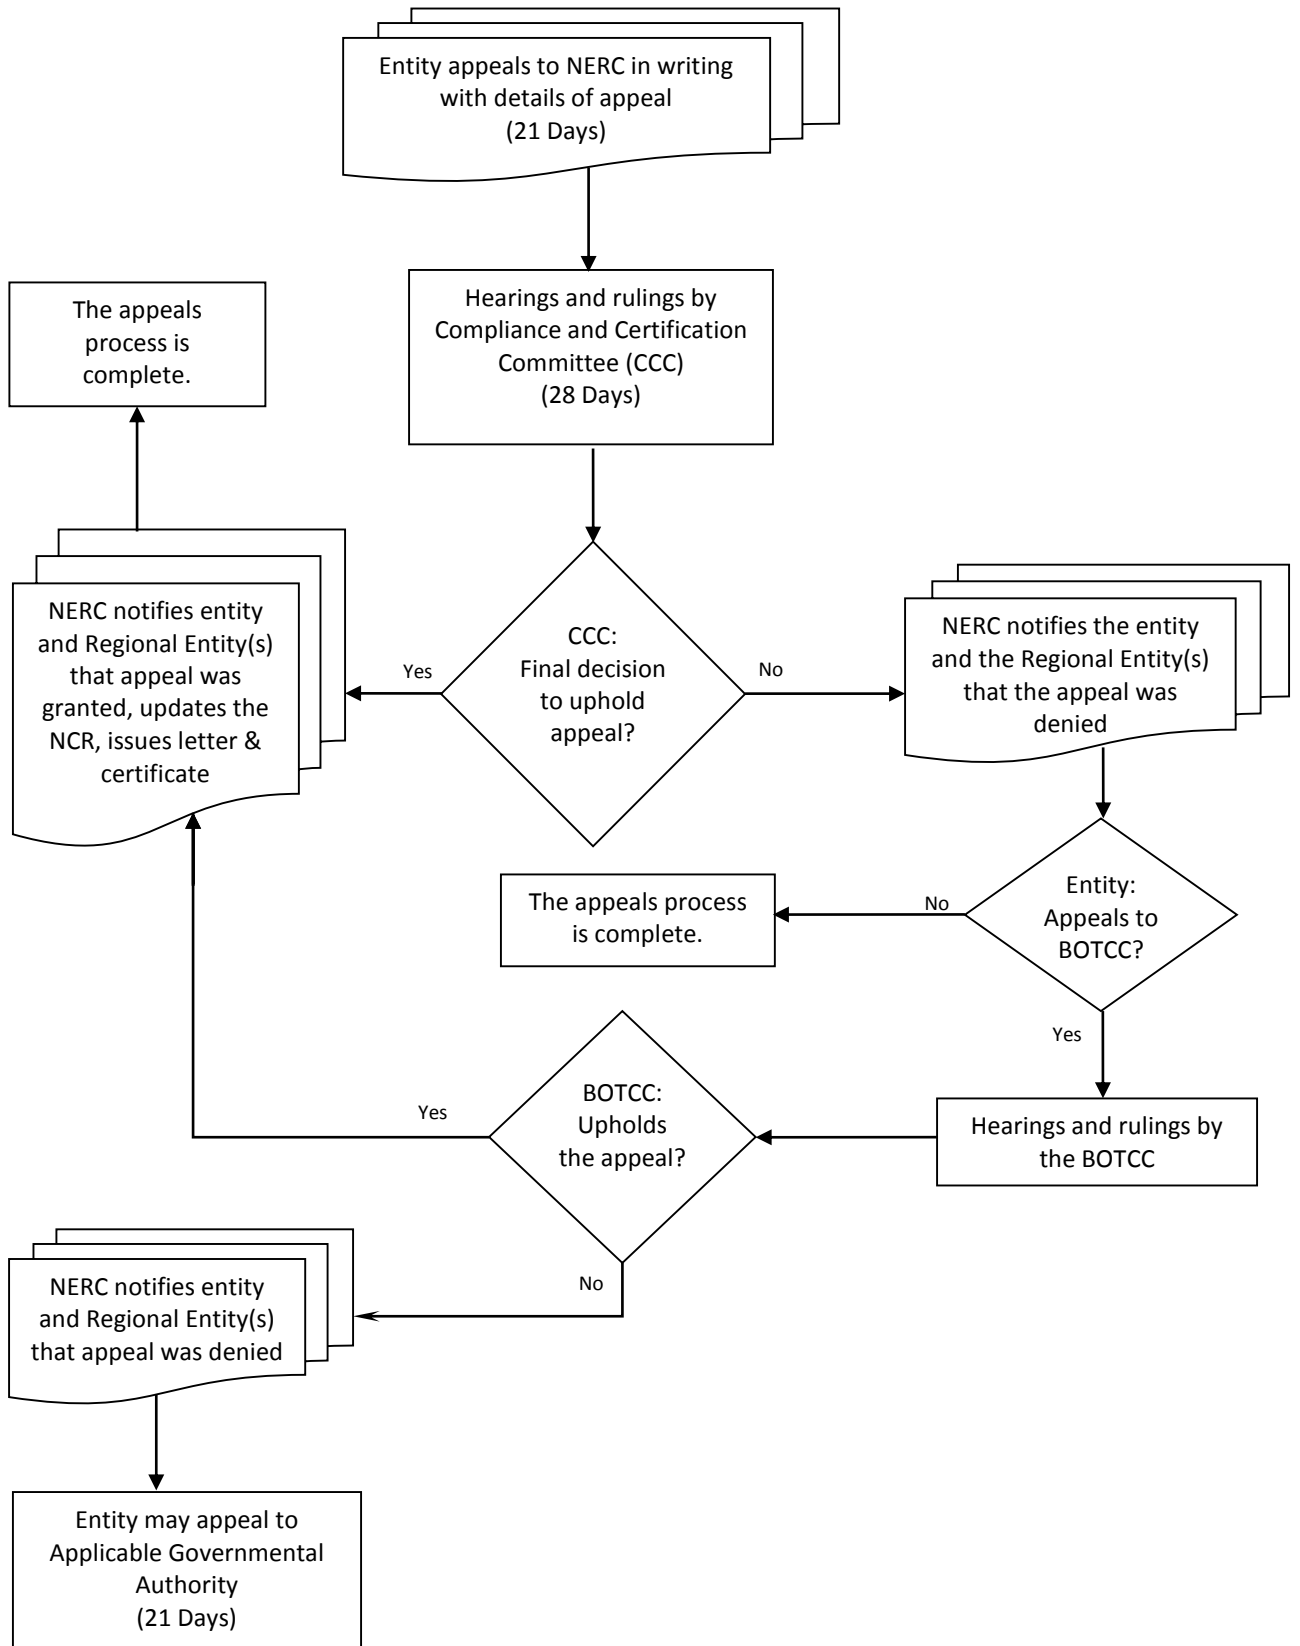 Entity appeals to NERC in writing
with details of appeal
(21 Days)
Hearings and rulings by
Compliance and Certification
Committee (CCC)
(28 Days)
The appeals
process is
complete.
NERC notifies entity
and Regional Entity(s)
that appeal was
granted, updates the
NCR, issues letter &
certificate
Yes
CCC:
Final decision
to uphold
appeal?
No
NERC notifies the entity
and the Regional Entity(s)
that the appeal was
denied
Entity:
Appeals to
BOTCC?
No
The appeals process
is complete.
Yes
Hearings and rulings by
the BOTCC
BOTCC:
Upholds
the appeal?
Yes
No
NERC notifies entity
and Regional Entity(s)
that appeal was denied
Entity may appeal to
Applicable Governmental
Authority
(21 Days)